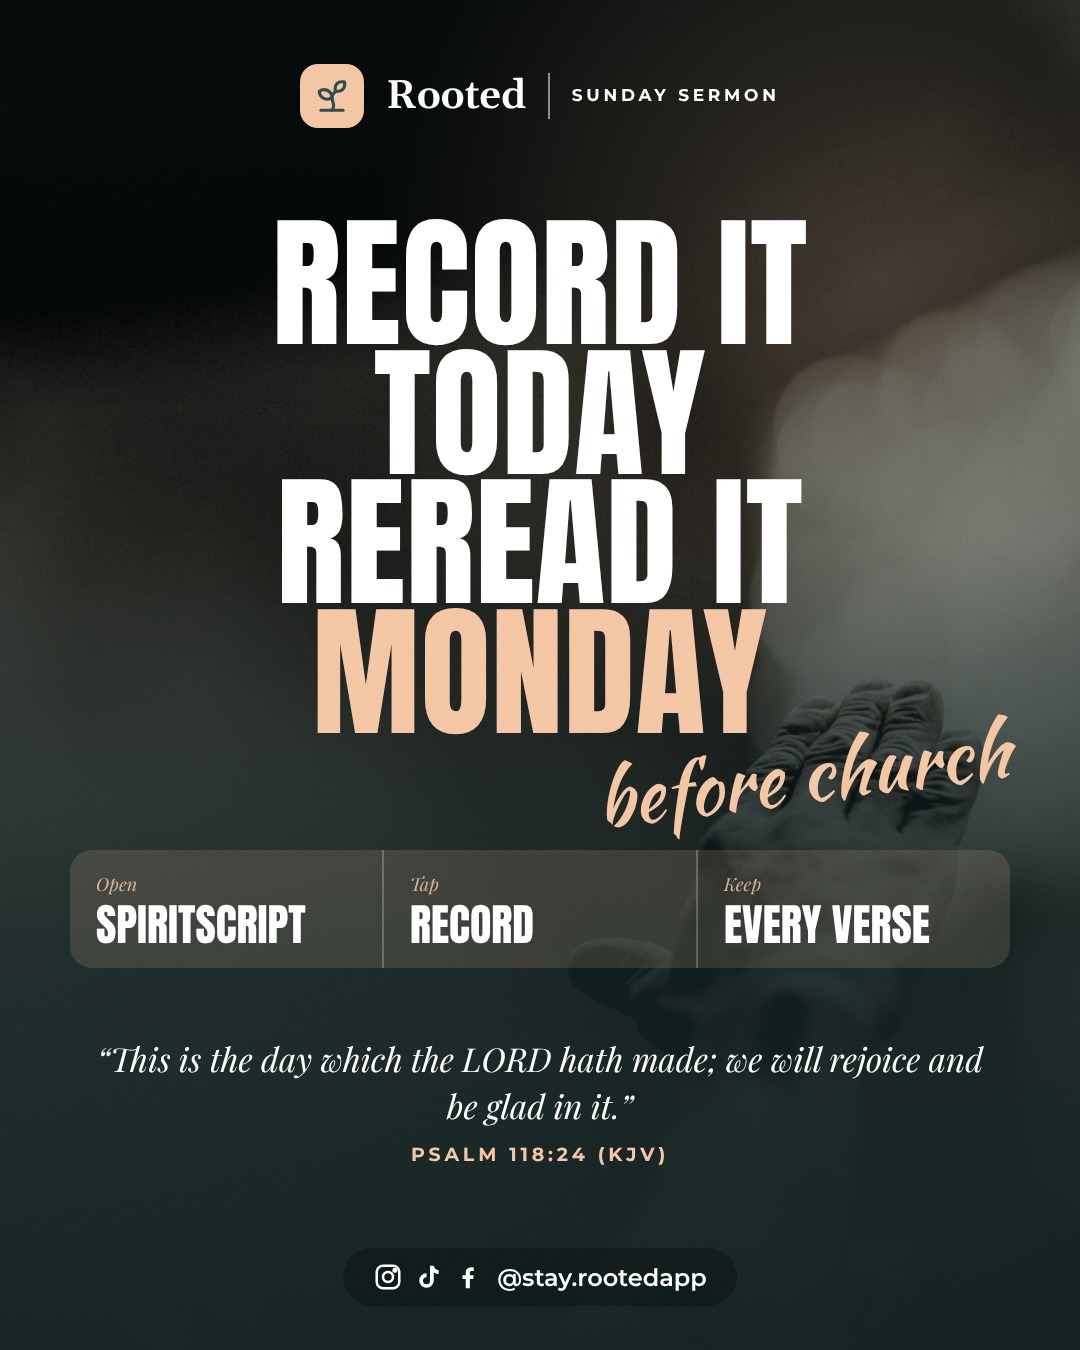 Rooted
SUNDAY SERMON
RECORD IT
TODAY
REREAD IT
MONDAY
before church
Open
SPIRITSCRIPT
Tap
RECORD
Keep
EVERY VERSE
“This is the day which the LORD hath made; we will rejoice and
be glad in it.”
PSALM 118:24 (KJV)
@stay.rootedapp